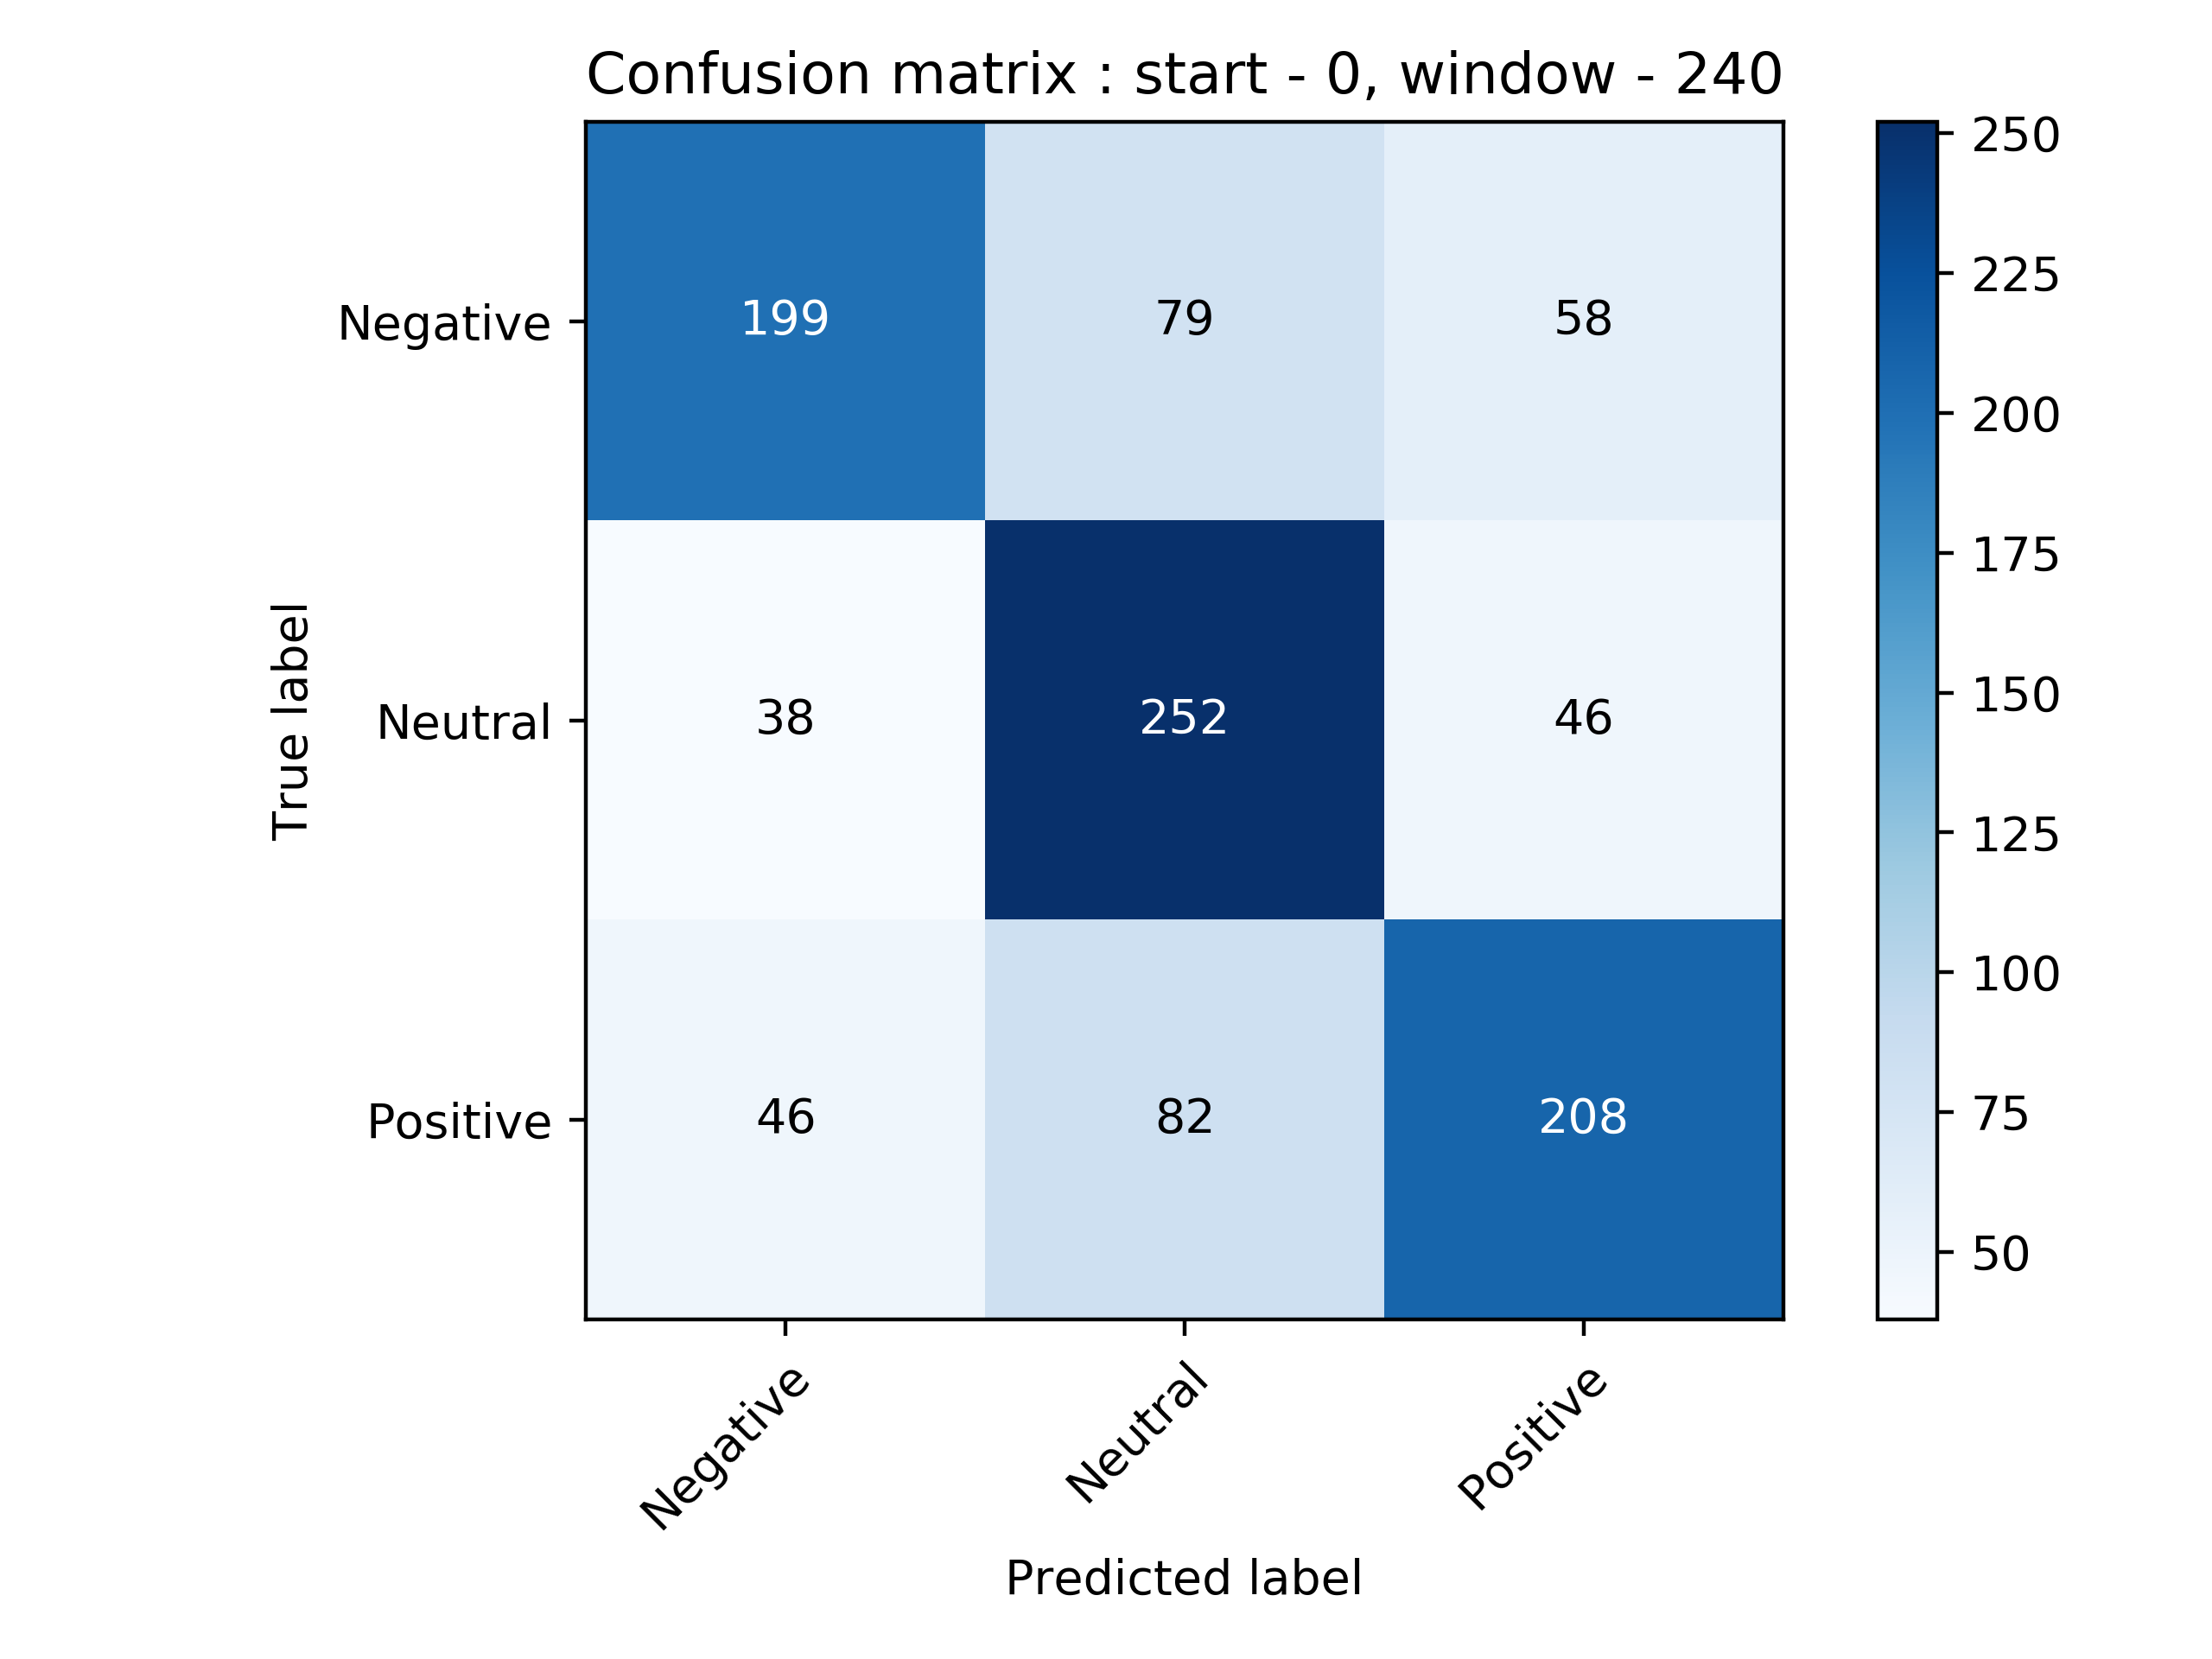 Confusion matrix : start - 0, window - 240
250
225
200
175
150
125
100
75
50
True label
Negative
199
79
58
Neutral
38
252
46
Positive
46
82
208
Negative
Neutral
Positive
Predicted label